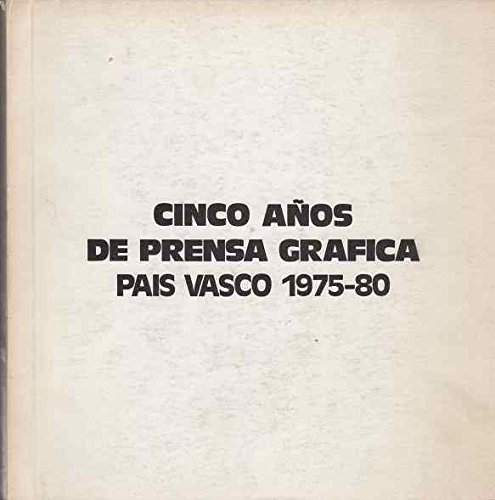 CINCO AÑOS
DE PRENSA GRAFICA
PAIS VASCO 1975-80